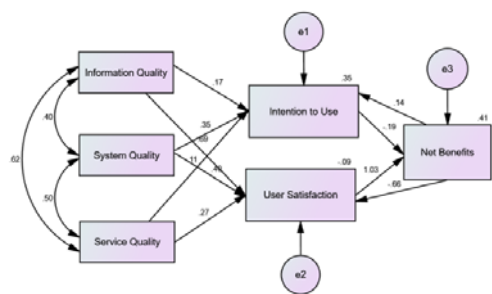 e1
e3
Information Quality
.17
.35
Intention to Use
.14
.41
.40
.35
.69
-.19
.62
System Quality
Net Benefits
.11
.46
-.09
1.03
.50
User Satisfaction
-.66
.27
Service Quality
e2